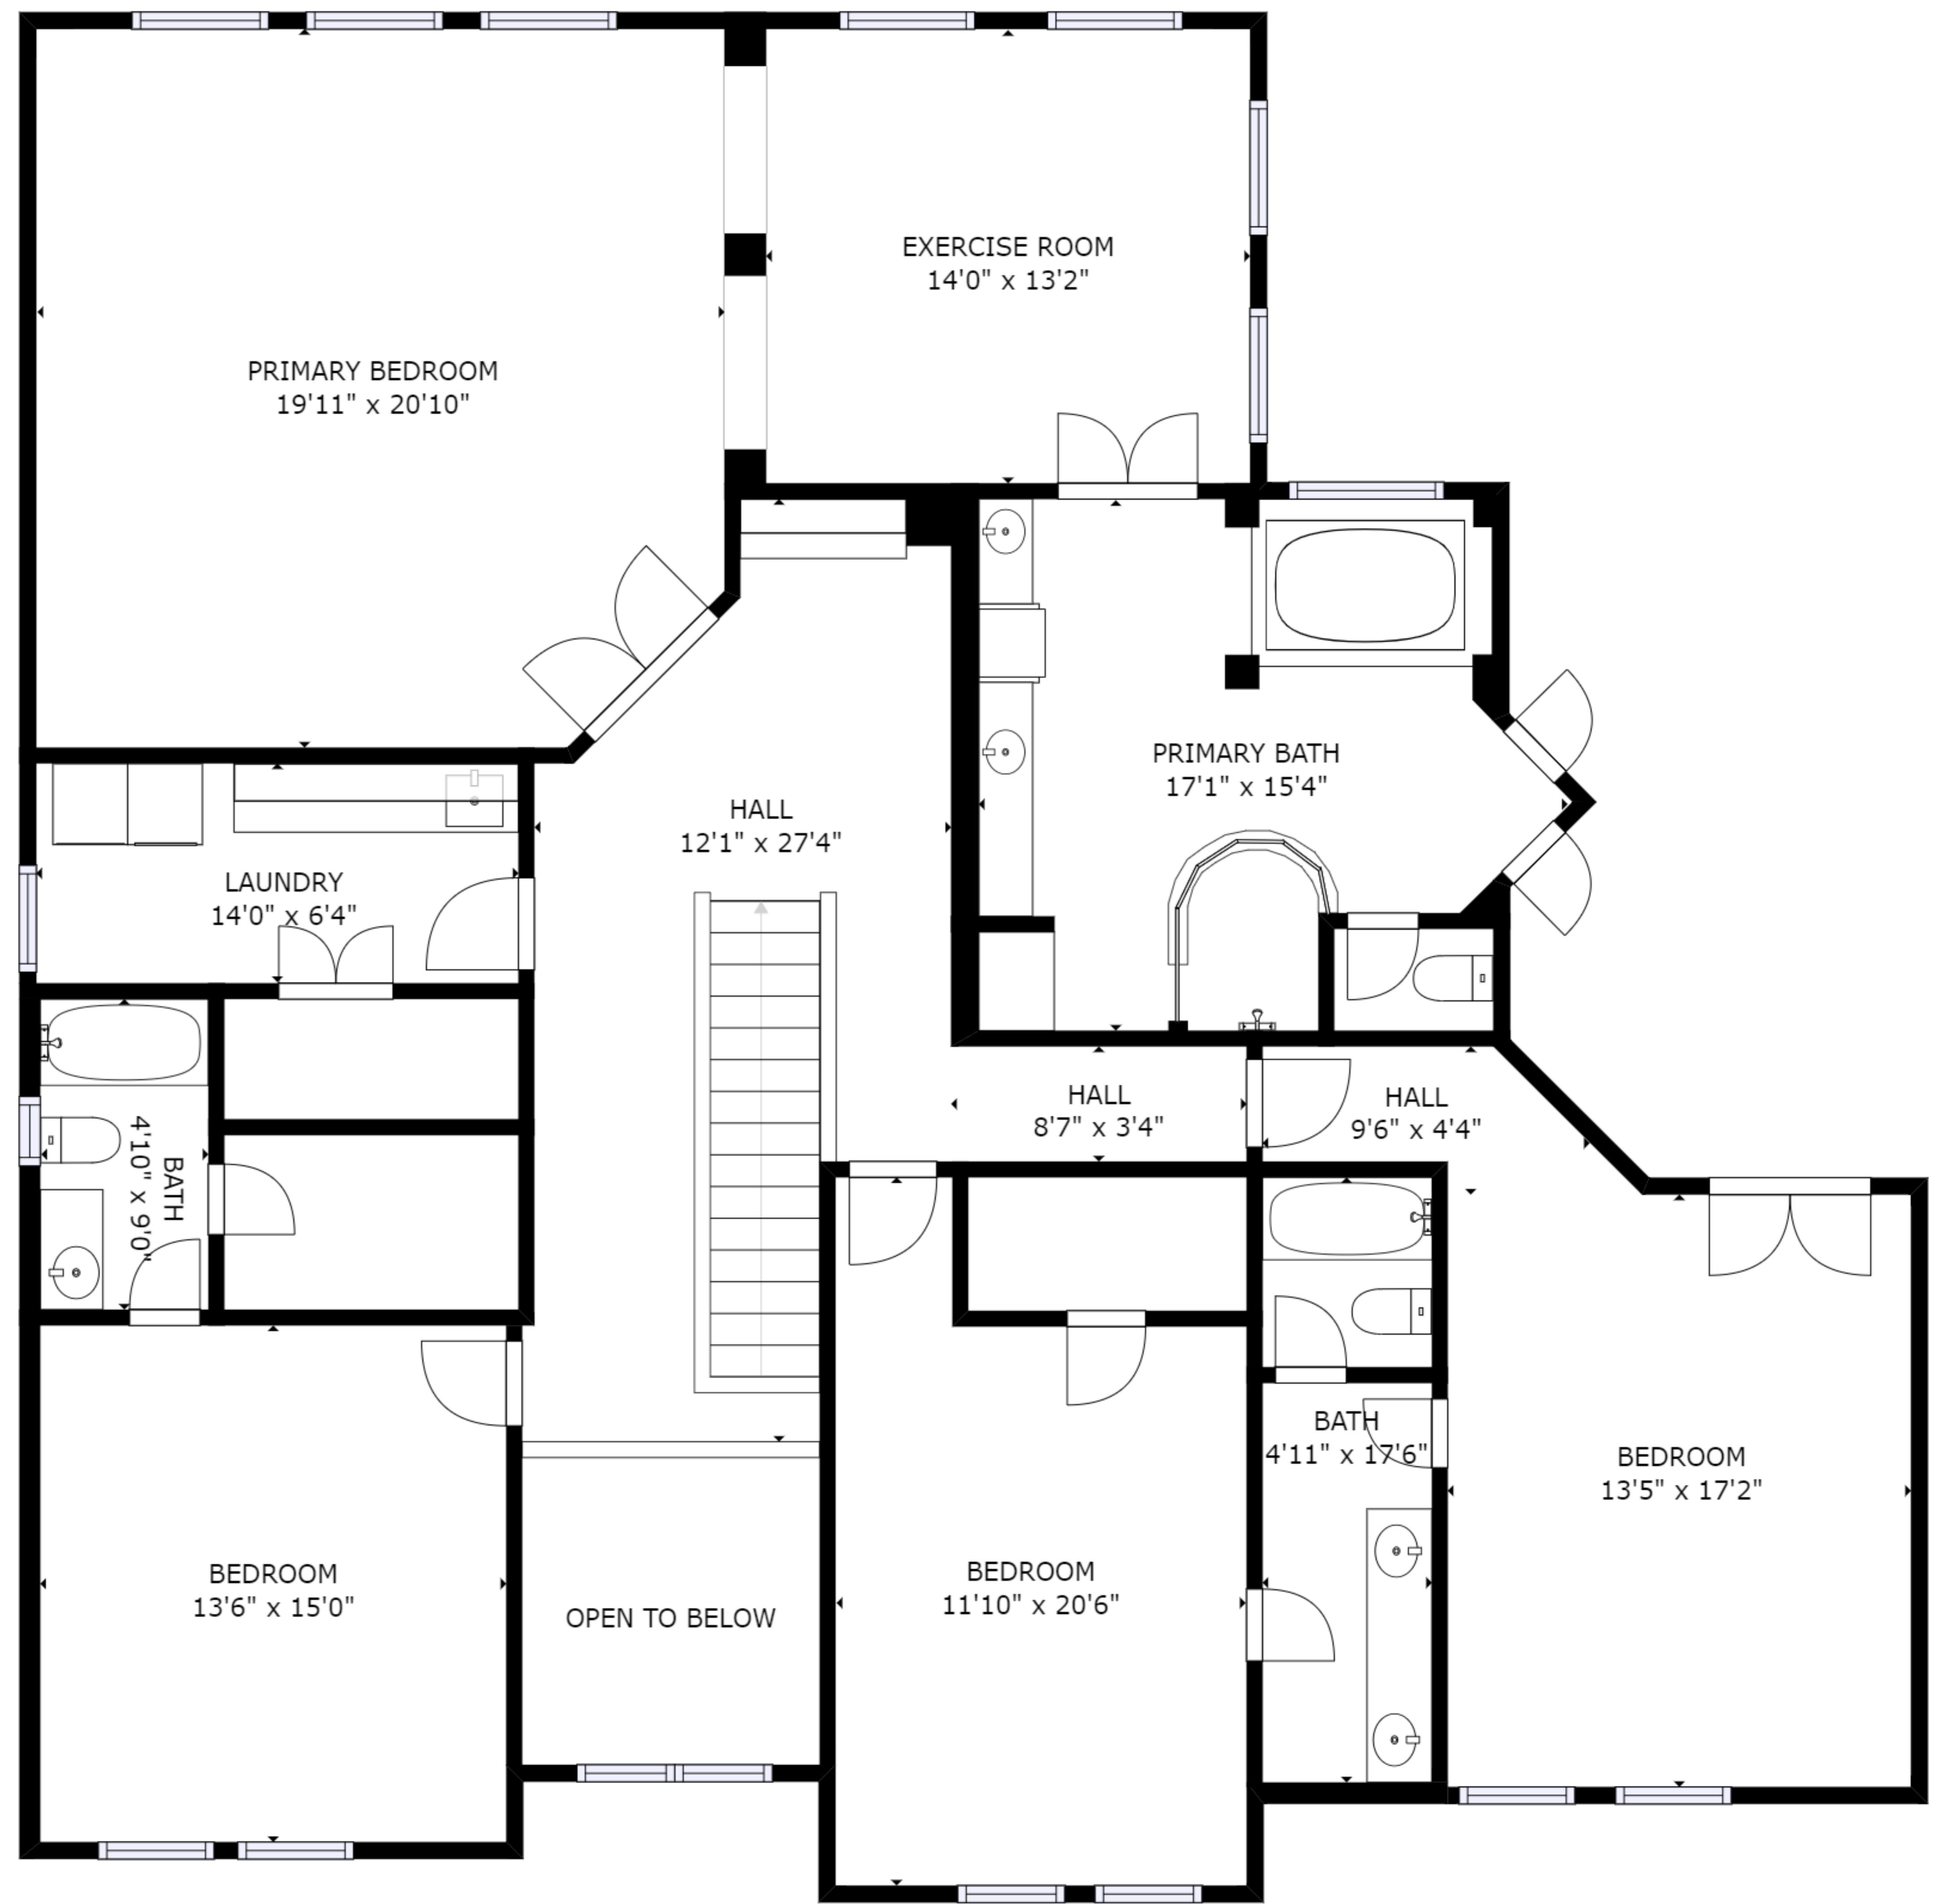 EXERCISE ROOM
14'0" x 13'2"
PRIMARY BEDROOM
19'11" x 20'10"
PRIMARY BATH
17'1" x 15'4"
HALL
12'1" x 27'4"
LAUNDRY
14'0" x 6'4"
HALL
8'7" x 3'4"
HALL
9'6" x 4'4"
BATH
4'10" x 9'0"
BATH
4'11" x 17'6"
BEDROOM
13'5" x 17'2"
BEDROOM
13'6" x 15'0"
BEDROOM
11'10" x 20'6"
OPEN TO BELOW